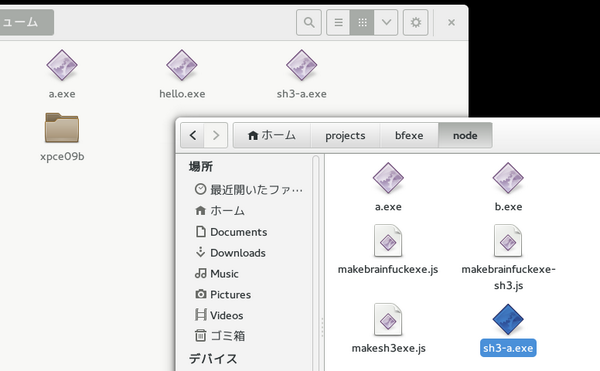 ューム
a.exe
hello.exe
sh3-a.exe
xpce09b
ホーム
projects
bfexe
node
場所
最近開いたファ…
ホーム
Documents
Downloads
Music
Pictures
Videos
ゴミ箱
デバイス
a.exe
b.exe
makebrainfuckexe.js
makebrainfuckexe-
sh3.js
makesh3exe.js
sh3-a.exe